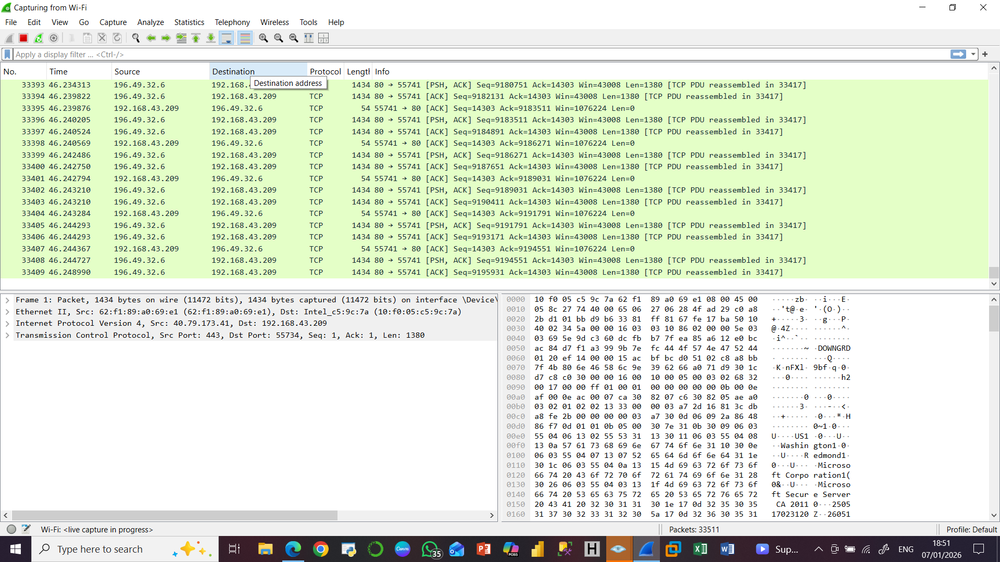 Capturing from Wi-Fi
File Edit View Go Capture Analyze Statistics Telephony Wireless Tools Help
Apply a display filter ... <Ctrl-/>
No. Time Source Destination Protocol Length Info
Destination address
33393 46.234313 196.49.32.6 192.168. 1434 80 → 55741 [PSH, ACK] Seq=9180751 Ack=14303 Win=43008 Len=1380 [TCP PDU reassembled in 33417]
33394 46.239822 196.49.32.6 192.168.43.209 TCP 1434 80 → 55741 [ACK] Seq=9182131 Ack=14303 Win=43008 Len=1380 [TCP PDU reassembled in 33417]
33395 46.239876 192.168.43.209 196.49.32.6 TCP 54 55741 → 80 [ACK] Seq=14303 Ack=9183511 Win=1076224 Len=0
33396 46.240205 196.49.32.6 192.168.43.209 TCP 1434 80 → 55741 [PSH, ACK] Seq=9183511 Ack=14303 Win=43008 Len=1380 [TCP PDU reassembled in 33417]
33397 46.240524 196.49.32.6 192.168.43.209 TCP 1434 80 → 55741 [ACK] Seq=9184891 Ack=14303 Win=43008 Len=1380 [TCP PDU reassembled in 33417]
33398 46.240569 192.168.43.209 196.49.32.6 TCP 54 55741 → 80 [ACK] Seq=14303 Ack=9186271 Win=1076224 Len=0
33399 46.242486 196.49.32.6 192.168.43.209 TCP 1434 80 → 55741 [PSH, ACK] Seq=9186271 Ack=14303 Win=43008 Len=1380 [TCP PDU reassembled in 33417]
33400 46.242750 196.49.32.6 192.168.43.209 TCP 1434 80 → 55741 [ACK] Seq=9187651 Ack=14303 Win=43008 Len=1380 [TCP PDU reassembled in 33417]
33401 46.242794 192.168.43.209 196.49.32.6 TCP 54 55741 → 80 [ACK] Seq=14303 Ack=9189031 Win=1076224 Len=0
33402 46.243210 196.49.32.6 192.168.43.209 TCP 1434 80 → 55741 [PSH, ACK] Seq=9189031 Ack=14303 Win=43008 Len=1380 [TCP PDU reassembled in 33417]
33403 46.243210 196.49.32.6 192.168.43.209 TCP 1434 80 → 55741 [ACK] Seq=9190411 Ack=14303 Win=43008 Len=1380 [TCP PDU reassembled in 33417]
33404 46.243284 192.168.43.209 196.49.32.6 TCP 54 55741 → 80 [ACK] Seq=14303 Ack=9191791 Win=1076224 Len=0
33405 46.244293 196.49.32.6 192.168.43.209 TCP 1434 80 → 55741 [PSH, ACK] Seq=9191791 Ack=14303 Win=43008 Len=1380 [TCP PDU reassembled in 33417]
33406 46.244293 196.49.32.6 192.168.43.209 TCP 1434 80 → 55741 [ACK] Seq=9193171 Ack=14303 Win=43008 Len=1380 [TCP PDU reassembled in 33417]
33407 46.244367 192.168.43.209 196.49.32.6 TCP 54 55741 → 80 [ACK] Seq=14303 Ack=9194551 Win=1076224 Len=0
33408 46.244727 196.49.32.6 192.168.43.209 TCP 1434 80 → 55741 [PSH, ACK] Seq=9194551 Ack=14303 Win=43008 Len=1380 [TCP PDU reassembled in 33417]
33409 46.248990 196.49.32.6 192.168.43.209 TCP 1434 80 → 55741 [ACK] Seq=9195931 Ack=14303 Win=43008 Len=1380 [TCP PDU reassembled in 33417]
Frame 1: Packet, 1434 bytes on wire (11472 bits), 1434 bytes captured (11472 bits) on interface \Device\
Ethernet II, Src: 62:f1:89:a0:69:e1 (62:f1:89:a0:69:e1), Dst: Intel_c5:9c:7a (10:f0:05:c5:9c:7a)
Internet Protocol Version 4, Src: 40.79.173.41, Dst: 192.168.43.209
Transmission Control Protocol, Src Port: 443, Dst Port: 55734, Seq: 1, Ack: 1, Len: 1380
0000 10 f0 05 c5 9c 7a 62 f1 89 a0 69 e1 08 00 45 00 ·····zb· ··i···E·
0010 05 8c 27 74 40 00 65 06 27 06 28 4f ad 29 c0 a8 ··'t@·e· '·(O·)··
0020 2b d1 01 bb d9 b6 33 81 ff 81 67 fe 17 ba 50 10 +·····3· ··g···P·
0030 40 02 34 5a 00 00 16 03 03 10 86 02 00 00 5e 03 @·4Z···· ······^·
0040 03 69 5e 9d c3 60 dc fb b7 7f ea 85 a6 12 e0 bc ·i^··`·· ········
0050 ac 84 d7 f1 a3 99 9b 7e fc 44 4f 57 4e 47 52 44 ·······~ ·DOWNGRD
0060 01 20 ef 14 00 00 15 ac bf bc d0 51 02 c8 a8 bb · ······ ···Q····
0070 7f 4b 80 6e 46 58 6c 9e 39 62 66 a0 71 d9 30 1c ·K·nFXl· 9bf·q·0·
0080 d7 c8 c0 30 00 00 16 00 10 00 05 00 03 02 68 32 ···0···· ······h2
0090 00 17 00 00 ff 01 00 01 00 00 00 00 00 0b 00 0e ········ ········
00a0 af 00 0e ac 00 07 ca 30 82 07 c6 30 82 05 ae a0 ·······0 ···0····
00b0 03 02 01 02 02 13 33 00 00 03 a7 2d 16 81 3c db ······3· ···-··<·
00c0 a8 fe 2b 00 00 00 00 03 a7 30 0d 06 09 2a 86 48 ··+····· ·0···*·H
00d0 86 f7 0d 01 01 0b 05 00 30 7e 31 0b 30 09 06 03 ········ 0~1·0···
00e0 55 04 06 13 02 55 53 31 13 30 11 06 03 55 04 08 U····US1 ·0···U··
00f0 13 0a 57 61 73 68 69 6e 67 74 6f 6e 31 10 30 0e ··Washin gton1·0·
0100 06 03 55 04 07 13 07 52 65 64 6d 6f 6e 64 31 1e ··U····R edmond1·
0110 30 1c 06 03 55 04 0a 13 15 4d 69 63 72 6f 73 6f 0···U··· ·Microso
0120 66 74 20 43 6f 72 70 6f 72 61 74 69 6f 6e 31 28 ft Corpo ration1(
0130 30 26 06 03 55 04 03 13 1f 4d 69 63 72 6f 73 6f 0&··U··· ·Microso
0140 66 74 20 53 65 63 75 72 65 20 53 65 72 76 65 72 ft Secur e Server
0150 20 43 41 20 32 30 31 31 30 1e 17 0d 32 35 30 35 CA 2011 0···2505
0160 31 37 30 32 33 31 32 30 5a 17 0d 32 36 30 35 31 17023120 Z··26051
Wi-Fi: <live capture in progress> Packets: 33511 Profile: Default
Type here to search 35 M365 H Sup... ENG 18:51
07/01/2026